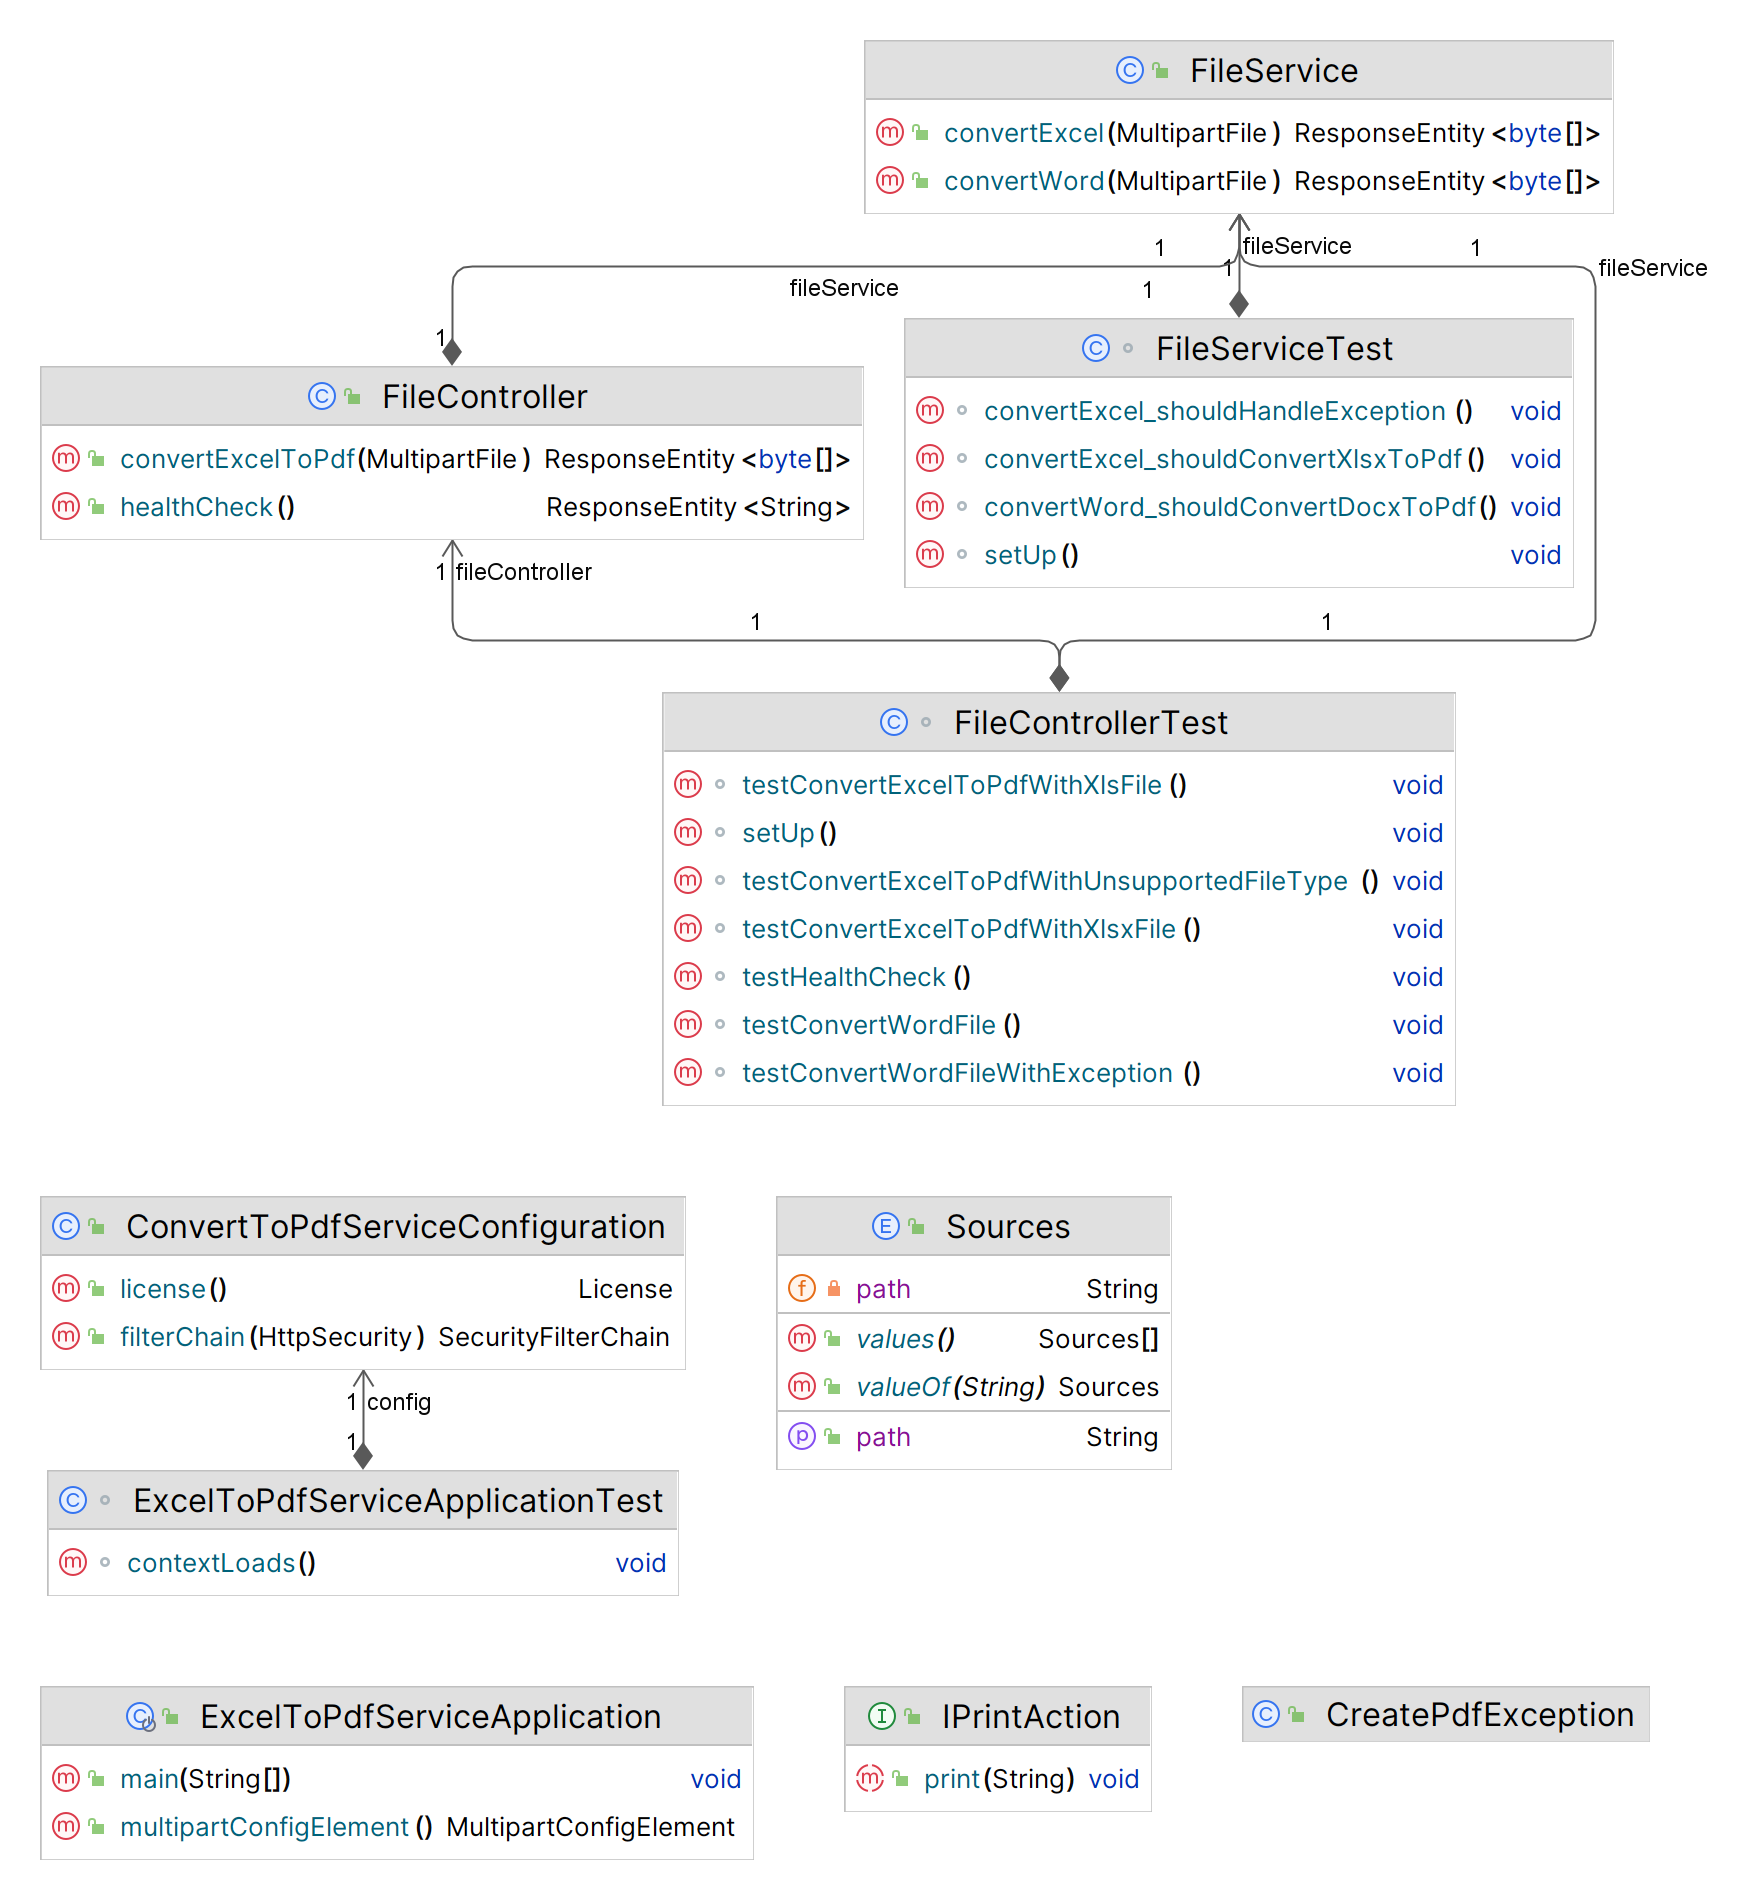 FileService
convertExcel(MultipartFile) ResponseEntity<byte[]>
convertWord(MultipartFile) ResponseEntity<byte[]>
1 fileService 1
1 fileService
fileService 1
1
FileServiceTest
convertExcel_shouldHandleException() void
convertExcel_shouldConvertXlsxToPdf() void
convertWord_shouldConvertDocxToPdf() void
setUp() void
FileController
convertExcelToPdf(MultipartFile) ResponseEntity<byte[]>
healthCheck() ResponseEntity<String>
1 fileController
1 1
FileControllerTest
testConvertExcelToPdfWithXlsFile() void
setUp() void
testConvertExcelToPdfWithUnsupportedFileType() void
testConvertExcelToPdfWithXlsxFile() void
testHealthCheck() void
testConvertWordFile() void
testConvertWordFileWithException() void
ConvertToPdfServiceConfiguration
license() License
filterChain(HttpSecurity) SecurityFilterChain
1 config
1
ExcelToPdfServiceApplicationTest
contextLoads() void
Sources
path String
values() Sources[]
valueOf(String) Sources
path String
ExcelToPdfServiceApplication
main(String[]) void
multipartConfigElement() MultipartConfigElement
IPrintAction
print(String) void
CreatePdfException